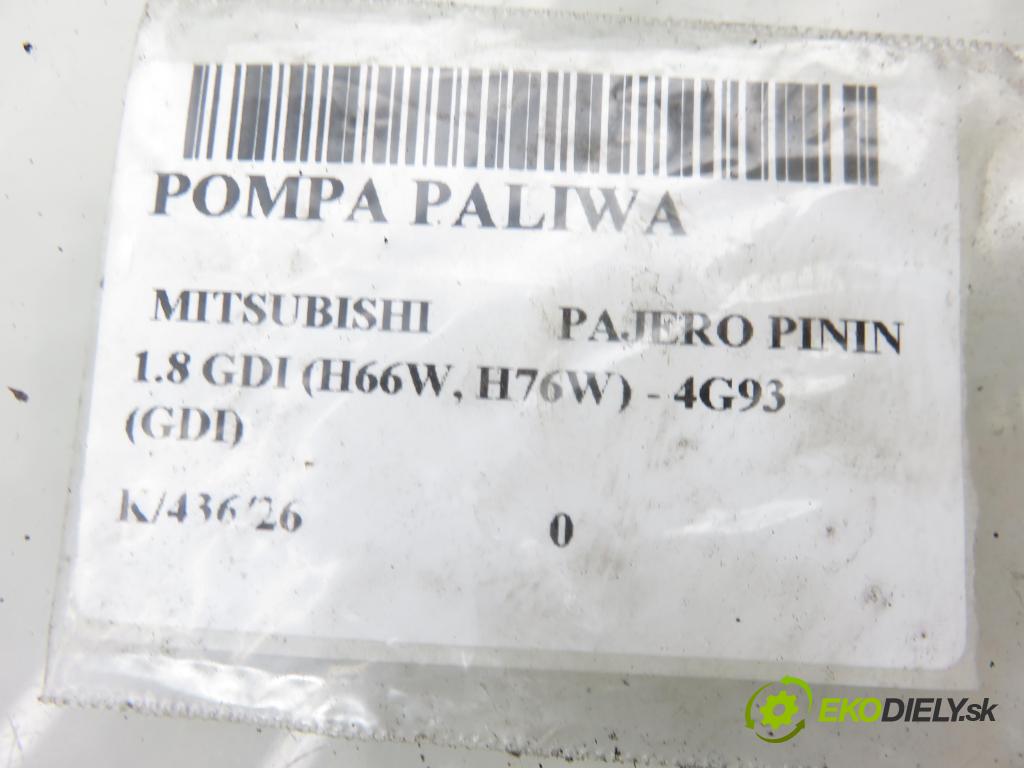 POMPA PALIWA
MITSUBISHI PAJERO PININ
1.8 GDI (H66W, H76W) - 4G93
(GDI)
K/436/26 0
EKODIELY.sk